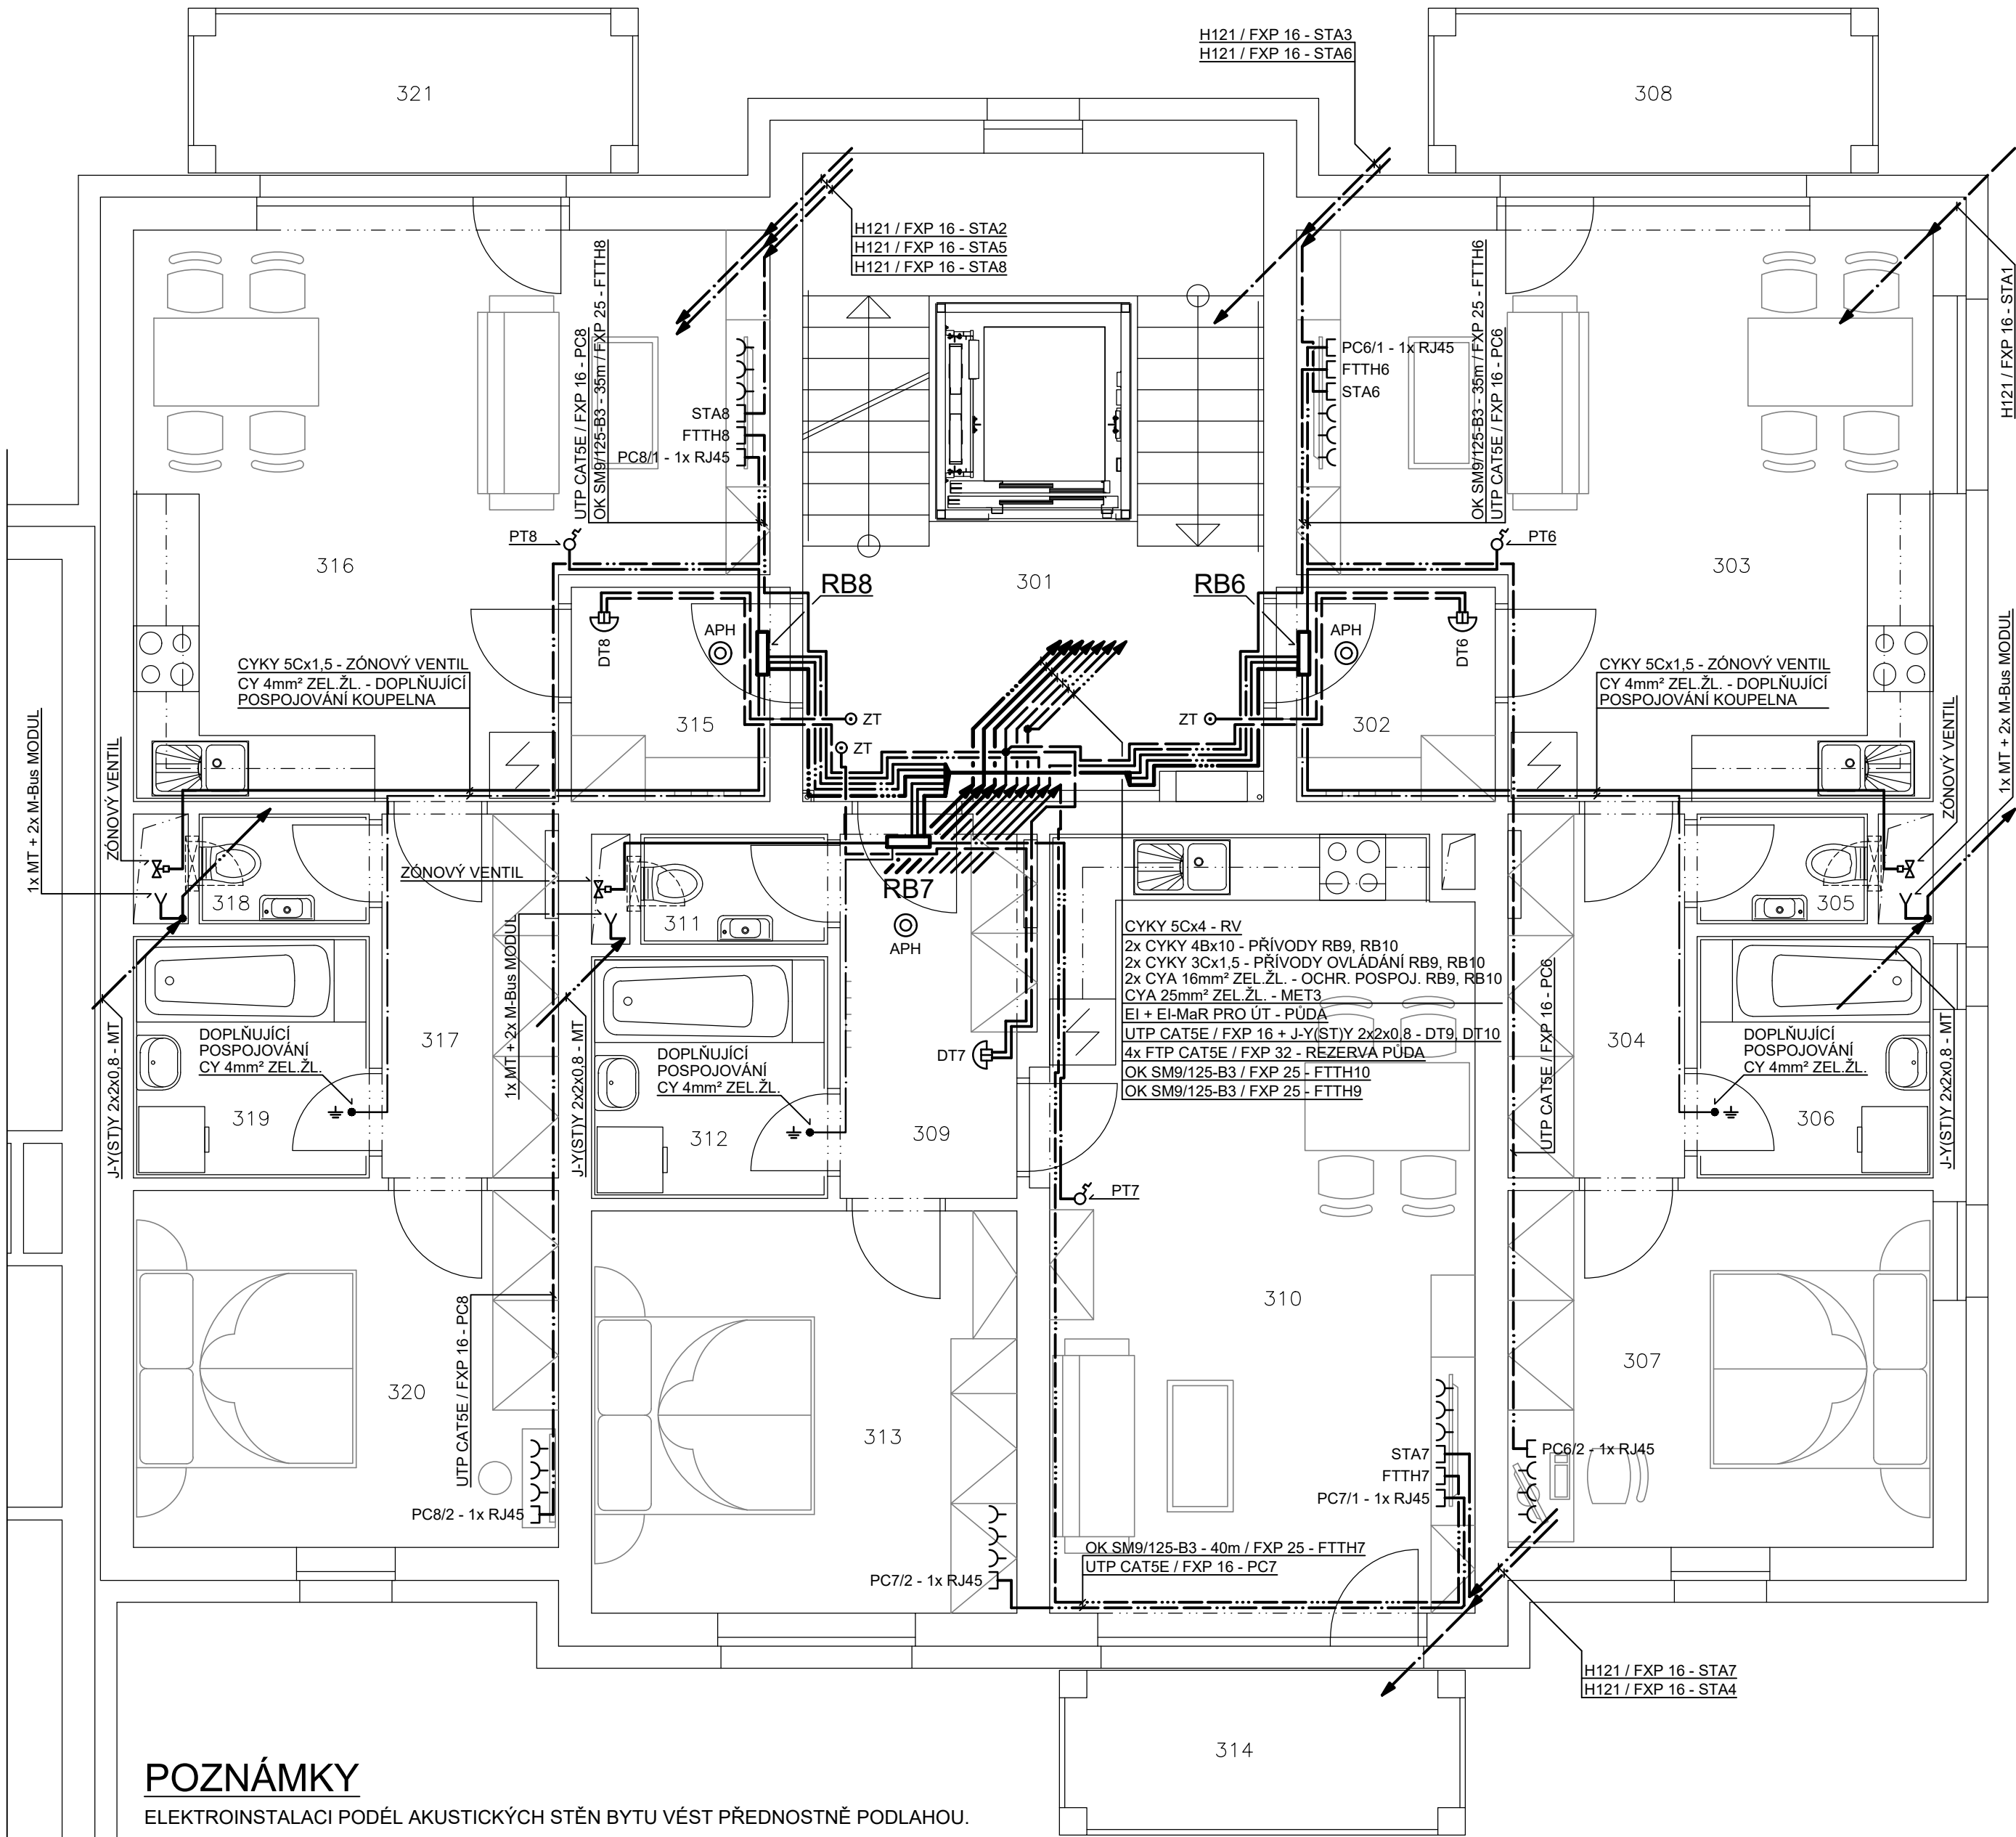 H121 / FXP 16 - STA3
H121 / FXP 16 - STA6
321
308
H121 / FXP 16 - STA2
H121 / FXP 16 - STA5
H121 / FXP 16 - STA8
H121 / FXP 16 - STA1
UTP CAT5E / FXP 16 - PC8
OK SM9/125-B3 - 35m / FXP 25 - FTTH8
OK SM9/125-B3 - 35m / FXP 25 - FTTH6
UTP CAT5E / FXP 16 - PC6
STA8
FTTH8
PC8/1 - 1x RJ45
PC6/1 - 1x RJ45
FTTH6
STA6
PT8
PT6
316
301
303
RB8
RB6
DT8
APH
APH
DT6
CYKY 5Cx1,5 - ZÓNOVÝ VENTIL
CY 4mm² ZEL.ŽL. - DOPLŇUJÍCÍ
POSPOJOVÁNÍ KOUPELNA
CYKY 5Cx1,5 - ZÓNOVÝ VENTIL
CY 4mm² ZEL.ŽL. - DOPLŇUJÍCÍ
POSPOJOVÁNÍ KOUPELNA
315
ZT
ZT
ZT
302
1x MT + 2x M-Bus MODUL
ZÓNOVÝ VENTIL
ZÓNOVÝ VENTIL
1x MT + 2x M-Bus MODUL
ZÓNOVÝ VENTIL
318
311
RB7
APH
305
1x MT + 2x M-Bus MODUL
CYKY 5Cx4 - RV
2x CYKY 4Bx10 - PŘÍVODY RB9, RB10
2x CYKY 3Cx1,5 - PŘÍVODY OVLÁDÁNÍ RB9, RB10
2x CYA 16mm² ZEL.ŽL. - OCHR. POSPOJ. RB9, RB10
CYA 25mm² ZEL.ŽL. - MET3
EI + EI-MaR PRO ÚT - PŮDA
UTP CAT5E / FXP 16 + J-Y(ST)Y 2x2x0,8 - DT9, DT10
4x FTP CAT5E / FXP 32 - REZERVA PŮDA
OK SM9/125-B3 / FXP 25 - FTTH10
OK SM9/125-B3 / FXP 25 - FTTH9
J-Y(ST)Y 2x2x0,8 - MT
DOPLŇUJÍCÍ
POSPOJOVÁNÍ
CY 4mm² ZEL.ŽL.
319
317
J-Y(ST)Y 2x2x0,8 - MT
DOPLŇUJÍCÍ
POSPOJOVÁNÍ
CY 4mm² ZEL.ŽL.
312
309
DT7
UTP CAT5E / FXP 16 - PC6
304
DOPLŇUJÍCÍ
POSPOJOVÁNÍ
CY 4mm² ZEL.ŽL.
306
J-Y(ST)Y 2x2x0,8 - MT
PT7
310
307
320
UTP CAT5E / FXP 16 - PC8
313
STA7
FTTH7
PC7/1 - 1x RJ45
PC6/2 - 1x RJ45
PC8/2 - 1x RJ45
PC7/2 - 1x RJ45
OK SM9/125-B3 - 40m / FXP 25 - FTTH7
UTP CAT5E / FXP 16 - PC7
H121 / FXP 16 - STA7
H121 / FXP 16 - STA4
314
POZNÁMKY
ELEKTROINSTALACI PODÉL AKUSTICKÝCH STĚN BYTU VÉST PŘEDNOSTNĚ PODLAHOU.